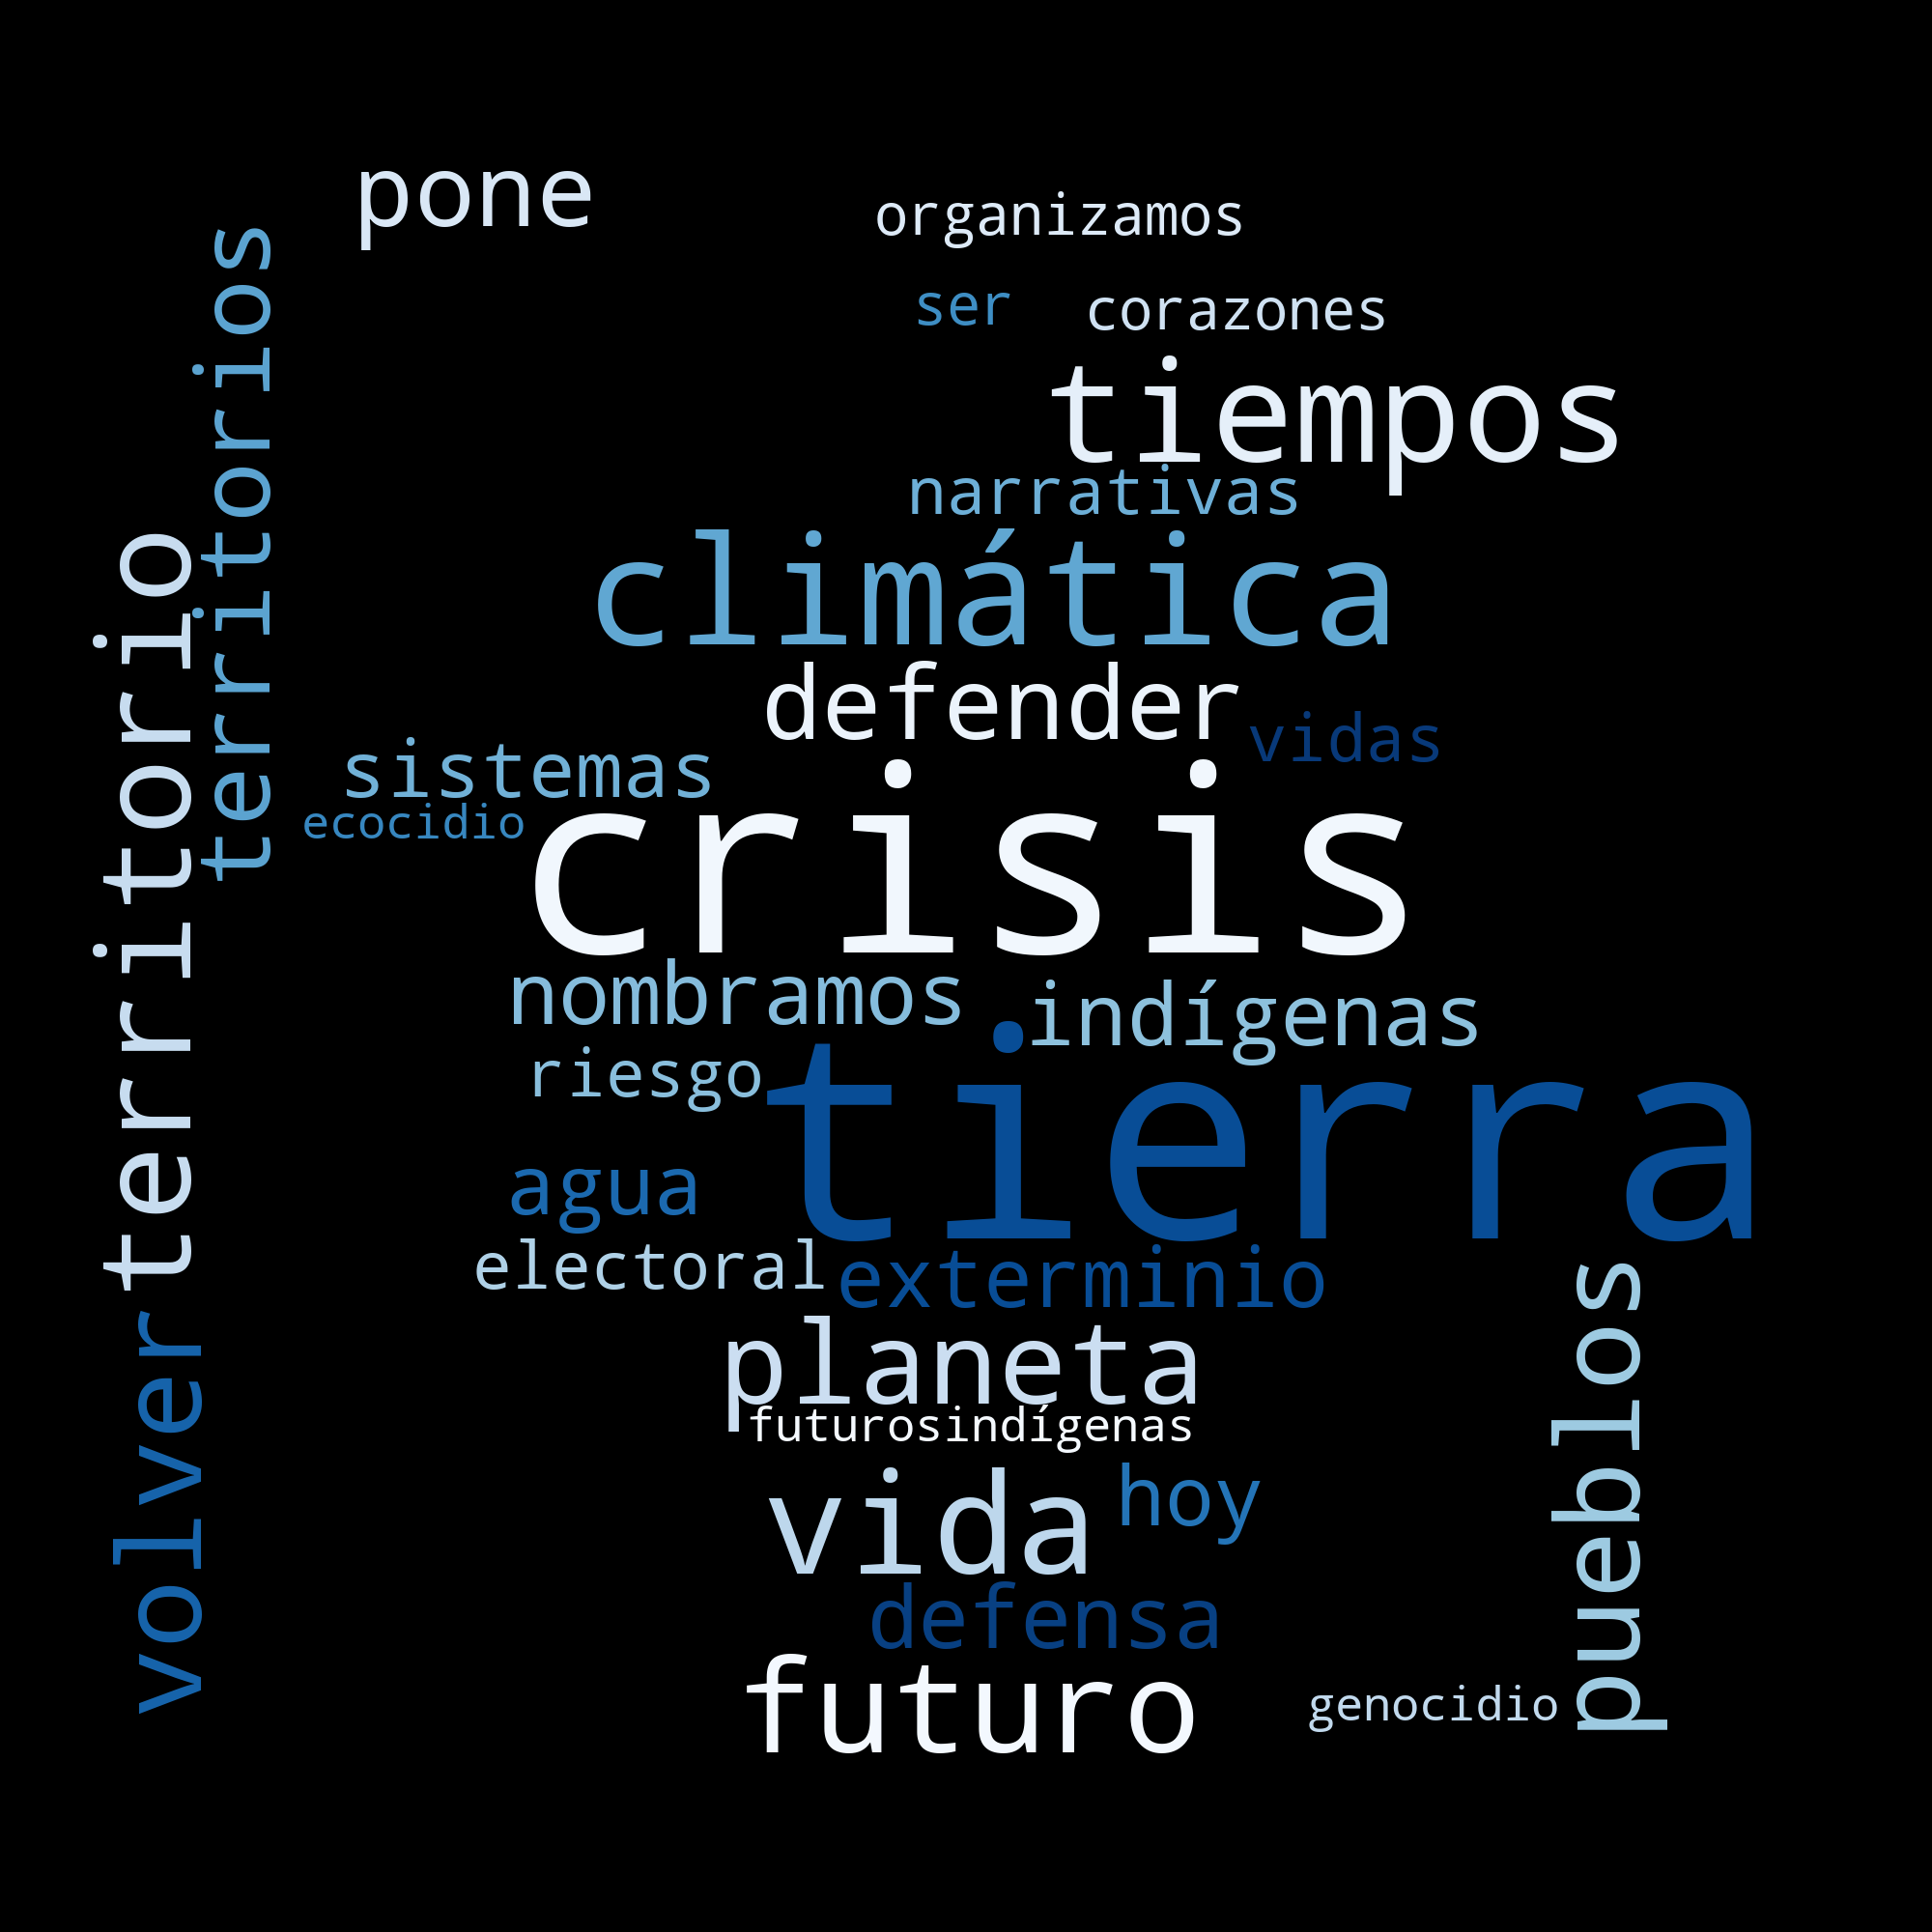 pone
organizamos
ser
corazones
territorios
tiempos
narrativas
climática
territorio
defender
vidas
sistemas
ecocidio
crisis
nombramos
indígenas
riesgo
tierra
agua
electoral
exterminio
planeta
futurosindígenas
volver
vida
hoy
pueblos
defensa
futuro
genocidio